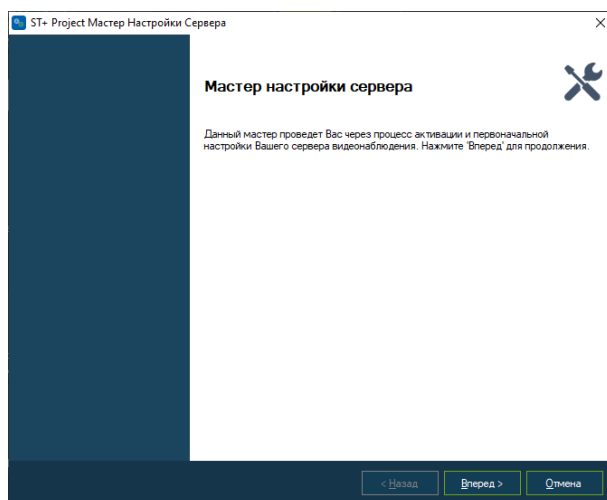 ST+ Project Мастер Настройки Сервера
Мастер настройки сервера
Данный мастер проведет Вас через процесс активации и первоначальной
настройки Вашего сервера видеонаблюдения. Нажмите 'Вперед' для продолжения.
< Назад Вперед > Отмена